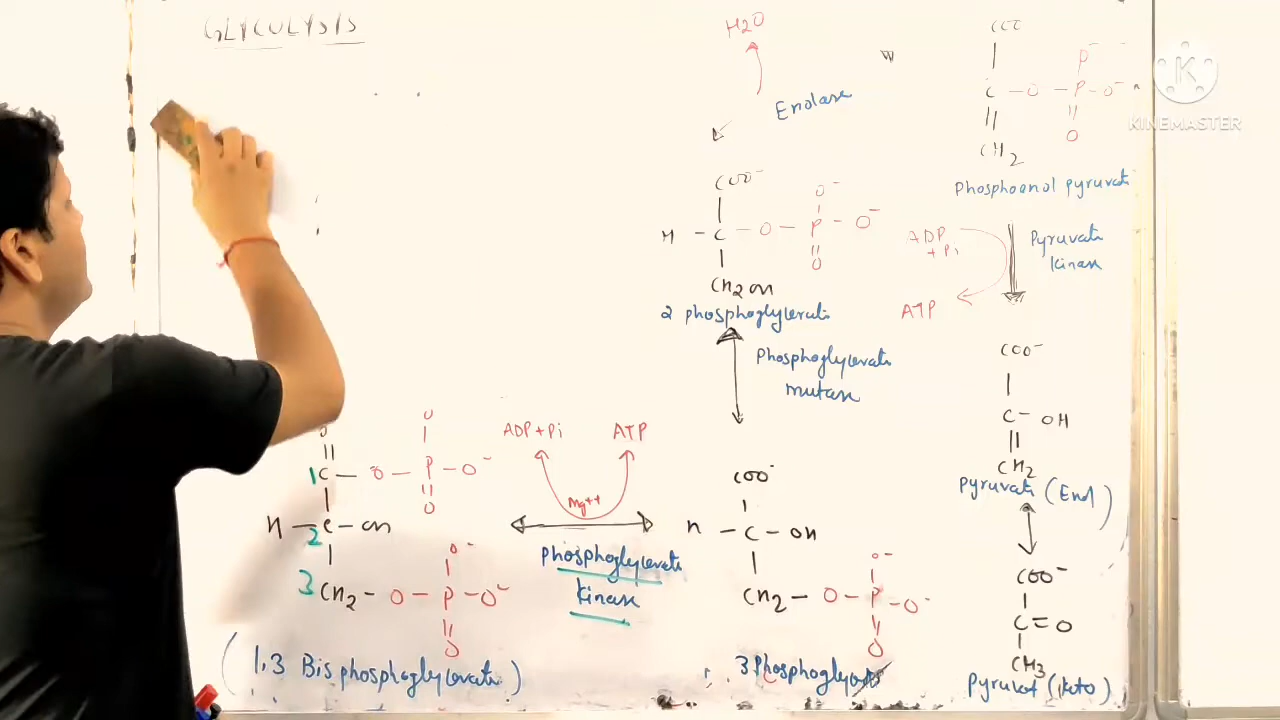 GLYCOLYSIS
H2O
Enolase
COO⁻
H - C - O - P - O⁻
O⁻
O
CH2OH
2 phosphoglycerate
Phosphoglycerate
mutase
O
1C - O - P - O⁻
O
O
H - C - OH
2
3 CH2 - O - P - O⁻
O⁻
O
(1,3 Bisphosphoglycerate)
ADP+Pi ATP
Mg++
Phosphoglycerate
kinase
COO⁻
H - C - OH
CH2 - O - P - O⁻
O⁻
O
3 Phosphoglycerate
COO
C - O - P - O⁻
P⁻
O
CH2
Phosphoenol pyruvate
ADP
+Pi
ATP
Pyruvate
kinase
COO⁻
C - OH
CH2
Pyruvate (Enol)
COO⁻
C = O
CH3
Pyruvate (keto)
KINEMASTER
K